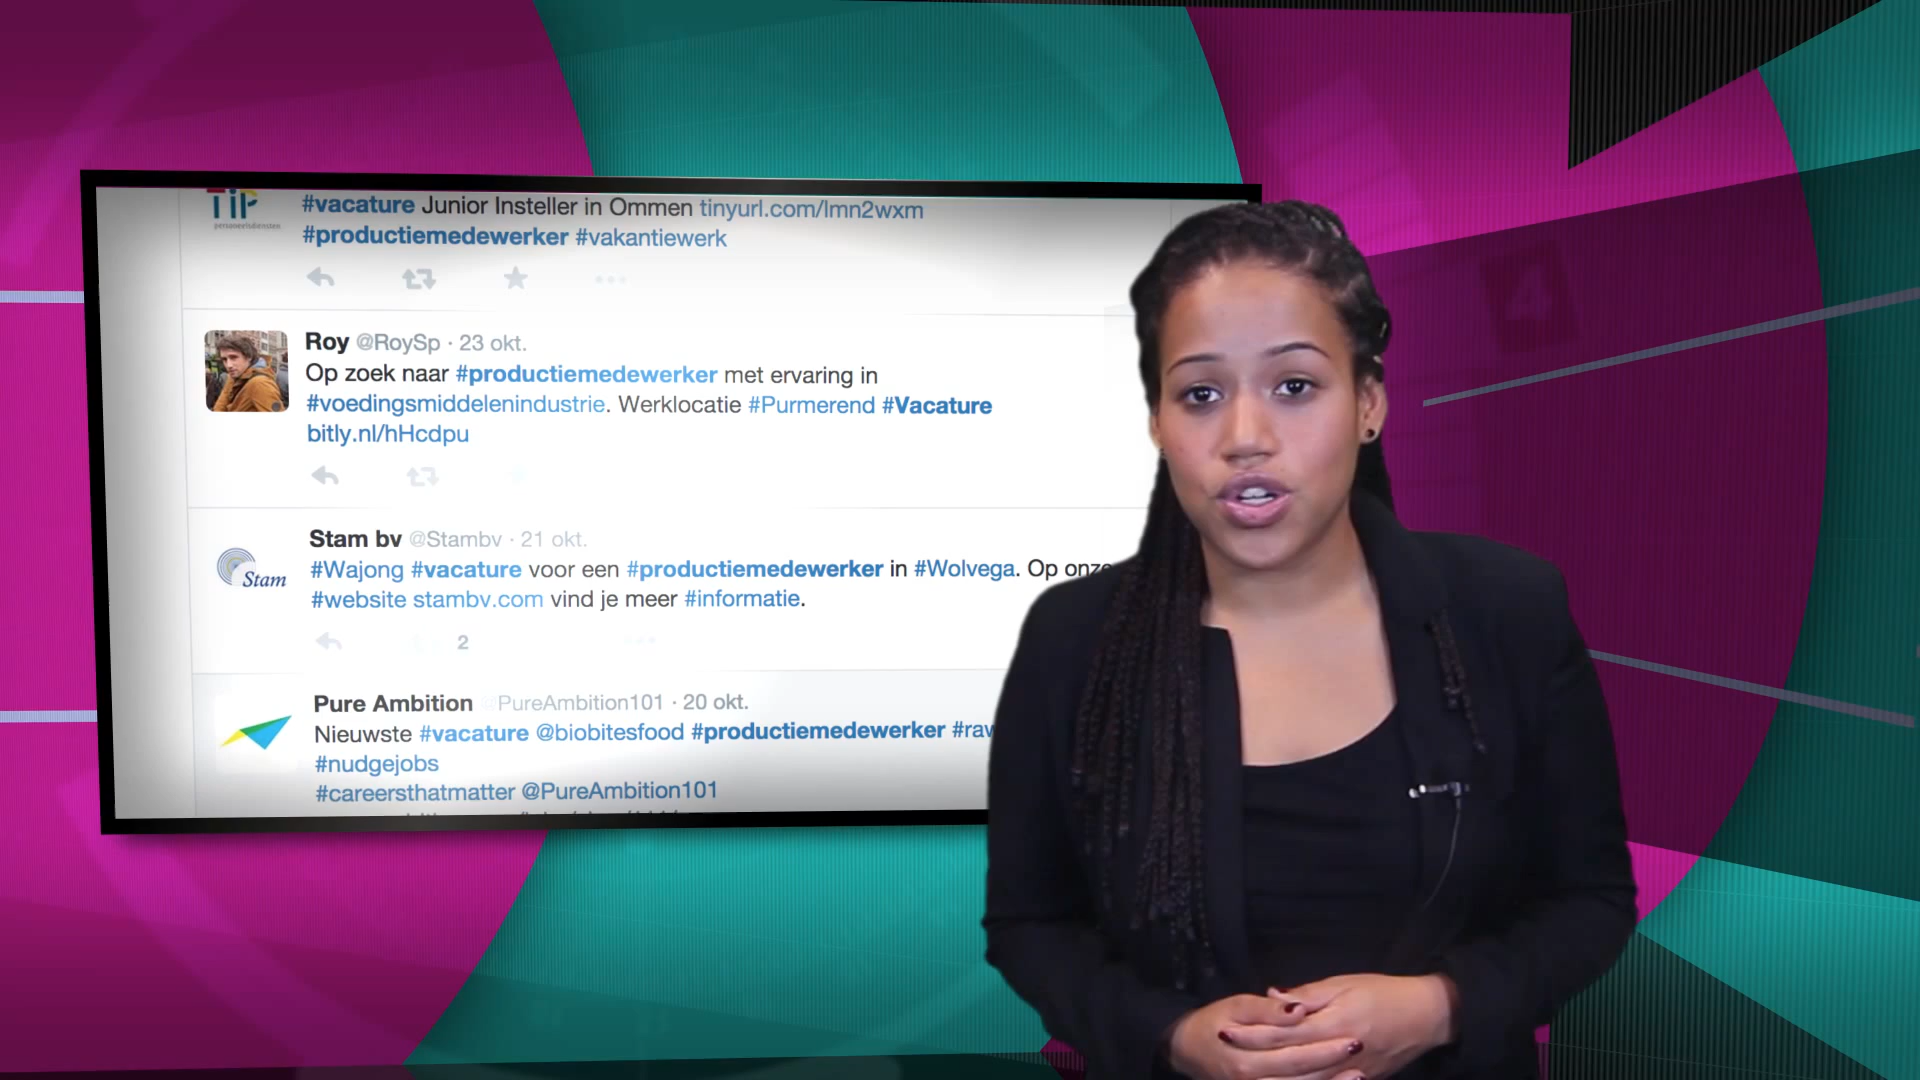 TiP
personeelsdiensten
#vacature Junior Insteller in Ommen tinyurl.com/lmn2wxm
#productiemedewerker #vakantiewerk
Roy @RoySp · 23 okt.
Op zoek naar #productiemedewerker met ervaring in
#voedingsmiddelenindustrie. Werklocatie #Purmerend #Vacature
bitly.nl/hHcdpu
Stam bv @Stambv · 21 okt.
Stam
#Wajong #vacature voor een #productiemedewerker in #Wolvega. Op onze
#website stambv.com vind je meer #informatie.
2
Pure Ambition @PureAmbition101 · 20 okt.
Nieuwste #vacature @biobitesfood #productiemedewerker #raw
#nudgejobs
#careersthatmatter @PureAmbition101
4